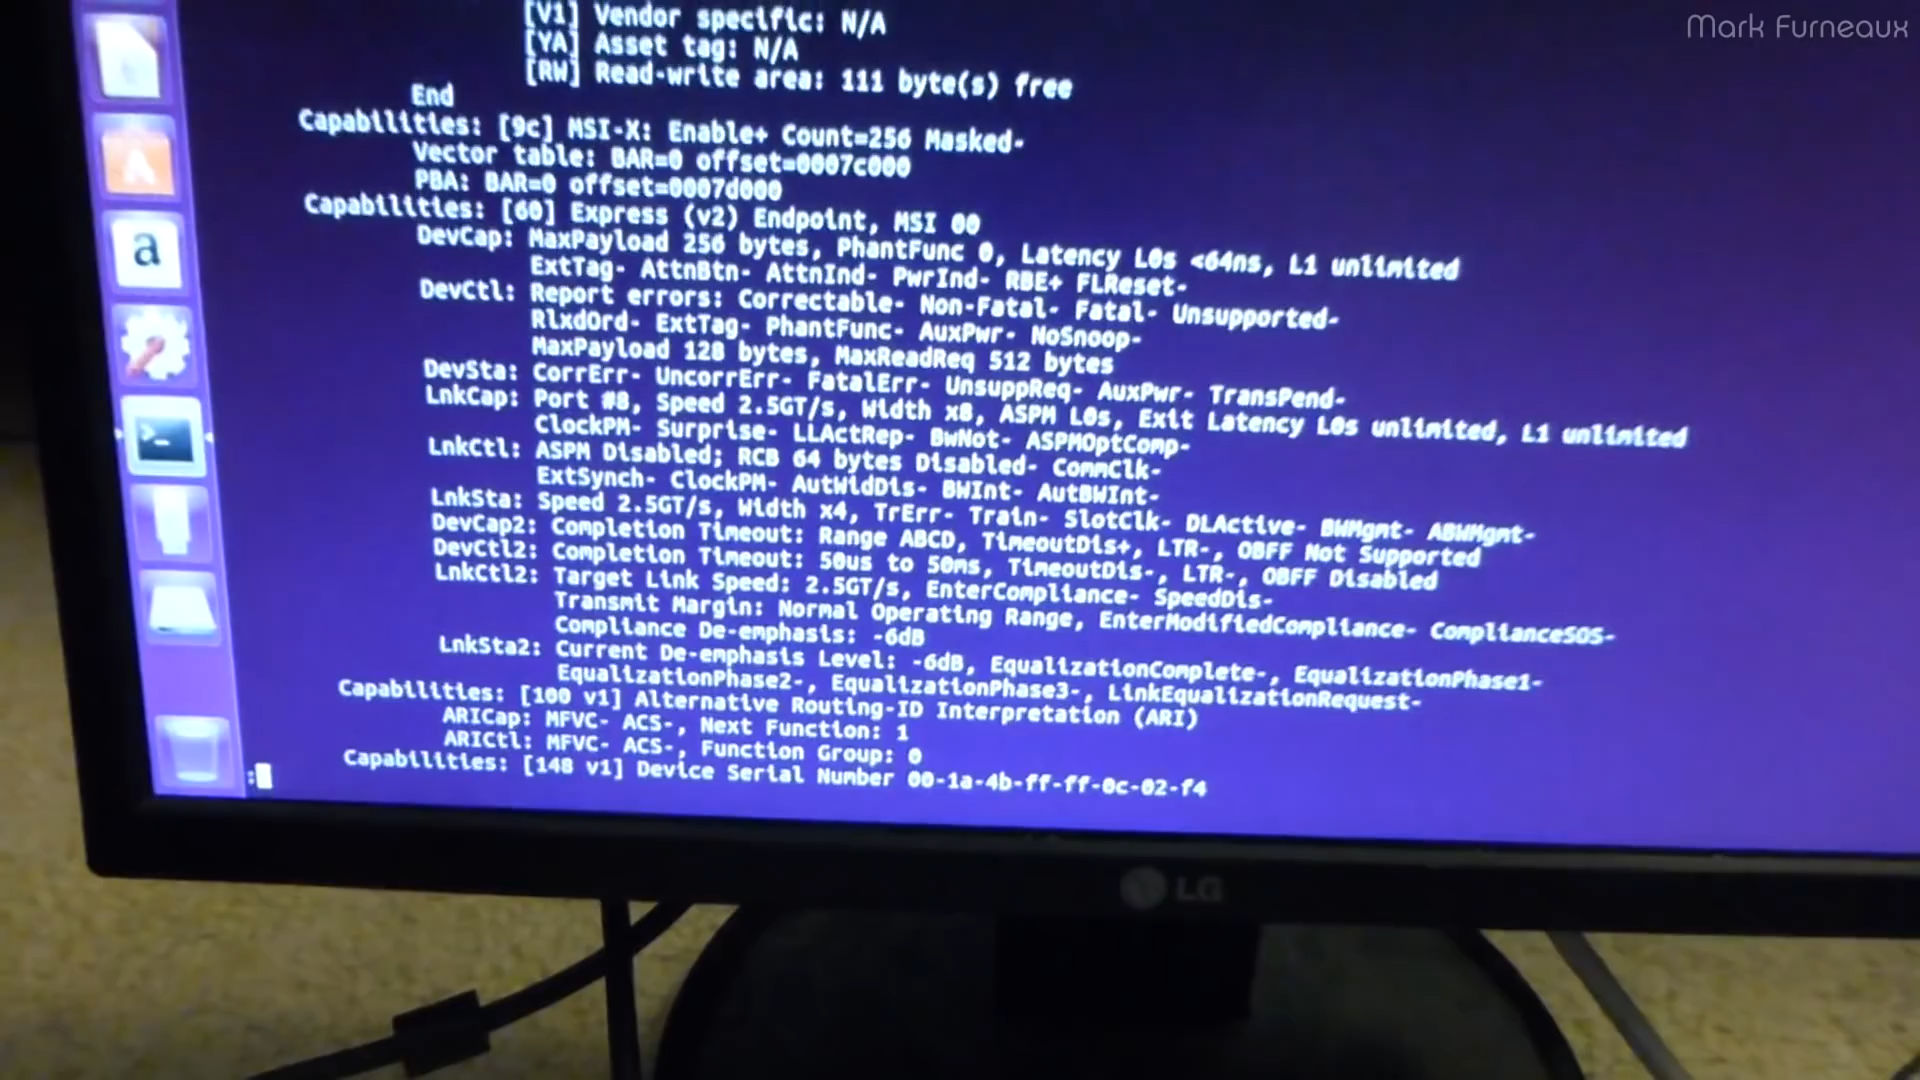 Mark Furneaux
[V1] Vendor specific: N/A
[YA] Asset tag: N/A
[RW] Read-write area: 111 byte(s) free
End
Capabilities: [9c] MSI-X: Enable+ Count=256 Masked-
Vector table: BAR=0 offset=0007c000
PBA: BAR=0 offset=0007d000
Capabilities: [60] Express (v2) Endpoint, MSI 00
DevCap: MaxPayload 256 bytes, PhantFunc 0, Latency L0s <64ns, L1 unlimited
ExtTag- AttnBtn- AttnInd- PwrInd- RBE+ FLReset-
DevCtl: Report errors: Correctable- Non-Fatal- Fatal- Unsupported-
RlxdOrd- ExtTag- PhantFunc- AuxPwr- NoSnoop-
MaxPayload 128 bytes, MaxReadReq 512 bytes
DevSta: CorrErr- UncorrErr- FatalErr- UnsuppReq- AuxPwr- TransPend-
LnkCap: Port #8, Speed 2.5GT/s, Width x8, ASPM L0s, Exit Latency L0s unlimited, L1 unlimited
ClockPM- Surprise- LLActRep- BwNot- ASPMOptComp-
LnkCtl: ASPM Disabled; RCB 64 bytes Disabled- CommClk-
ExtSynch- ClockPM- AutWidDis- BWInt- AutBWInt-
LnkSta: Speed 2.5GT/s, Width x4, TrErr- Train- SlotClk- DLActive- BWMgmt- ABWMgmt-
DevCap2: Completion Timeout: Range ABCD, TimeoutDis+, LTR-, OBFF Not Supported
DevCtl2: Completion Timeout: 50us to 50ms, TimeoutDis-, LTR-, OBFF Disabled
LnkCtl2: Target Link Speed: 2.5GT/s, EnterCompliance- SpeedDis-
Transmit Margin: Normal Operating Range, EnterModifiedCompliance- ComplianceSOS-
Compliance De-emphasis: -6dB
LnkSta2: Current De-emphasis Level: -6dB, EqualizationComplete-, EqualizationPhase1-
EqualizationPhase2-, EqualizationPhase3-, LinkEqualizationRequest-
Capabilities: [100 v1] Alternative Routing-ID Interpretation (ARI)
ARICap: MFVC- ACS-, Next Function: 1
ARICtl: MFVC- ACS-, Function Group: 0
Capabilities: [148 v1] Device Serial Number 00-1a-4b-ff-ff-0c-02-f4
:
LG